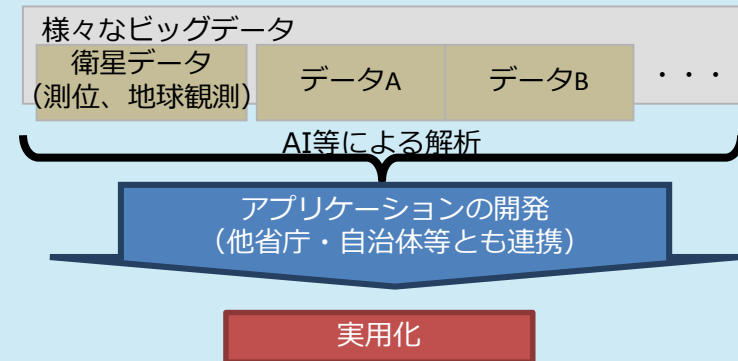 様々なビッグデータ
衛星データ
（測位、地球観測）
データA
データB
・・・
AI等による解析
アプリケーションの開発
（他省庁・自治体等とも連携）
実用化